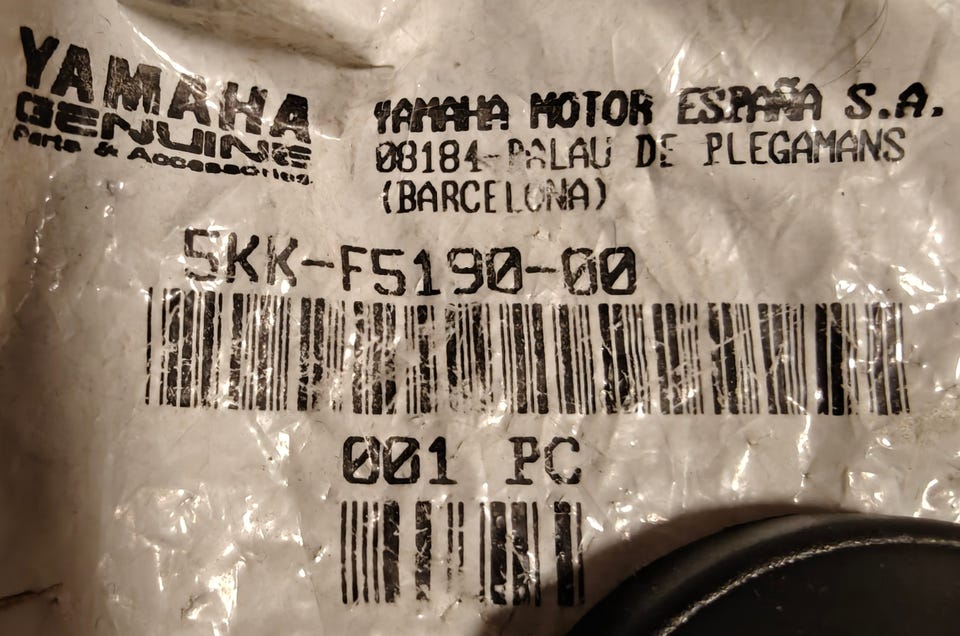 YAMAHA
GENUINE
Parts & Accessories.
YAMAHA MOTOR ESPAÑA S.A.
08184-PALAU DE PLEGAMANS
(BARCELONA)
5KK-F5190-00
001 PC